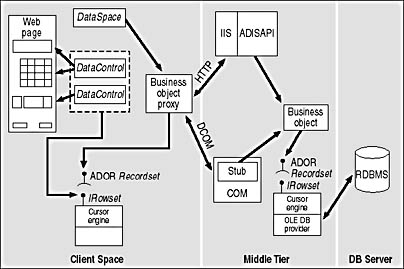 Web
page
DataSpace
DataControl
DataControl
Business
object
proxy
ADOR Recordset
IRowset
Cursor
engine
Client Space
HTTP
DCOM
IIS
ADISAPI
Business
object
Stub
COM
ADOR
Recordset
IRowset
Cursor
engine
OLE DB
provider
Middle Tier
RDBMS
DB Server